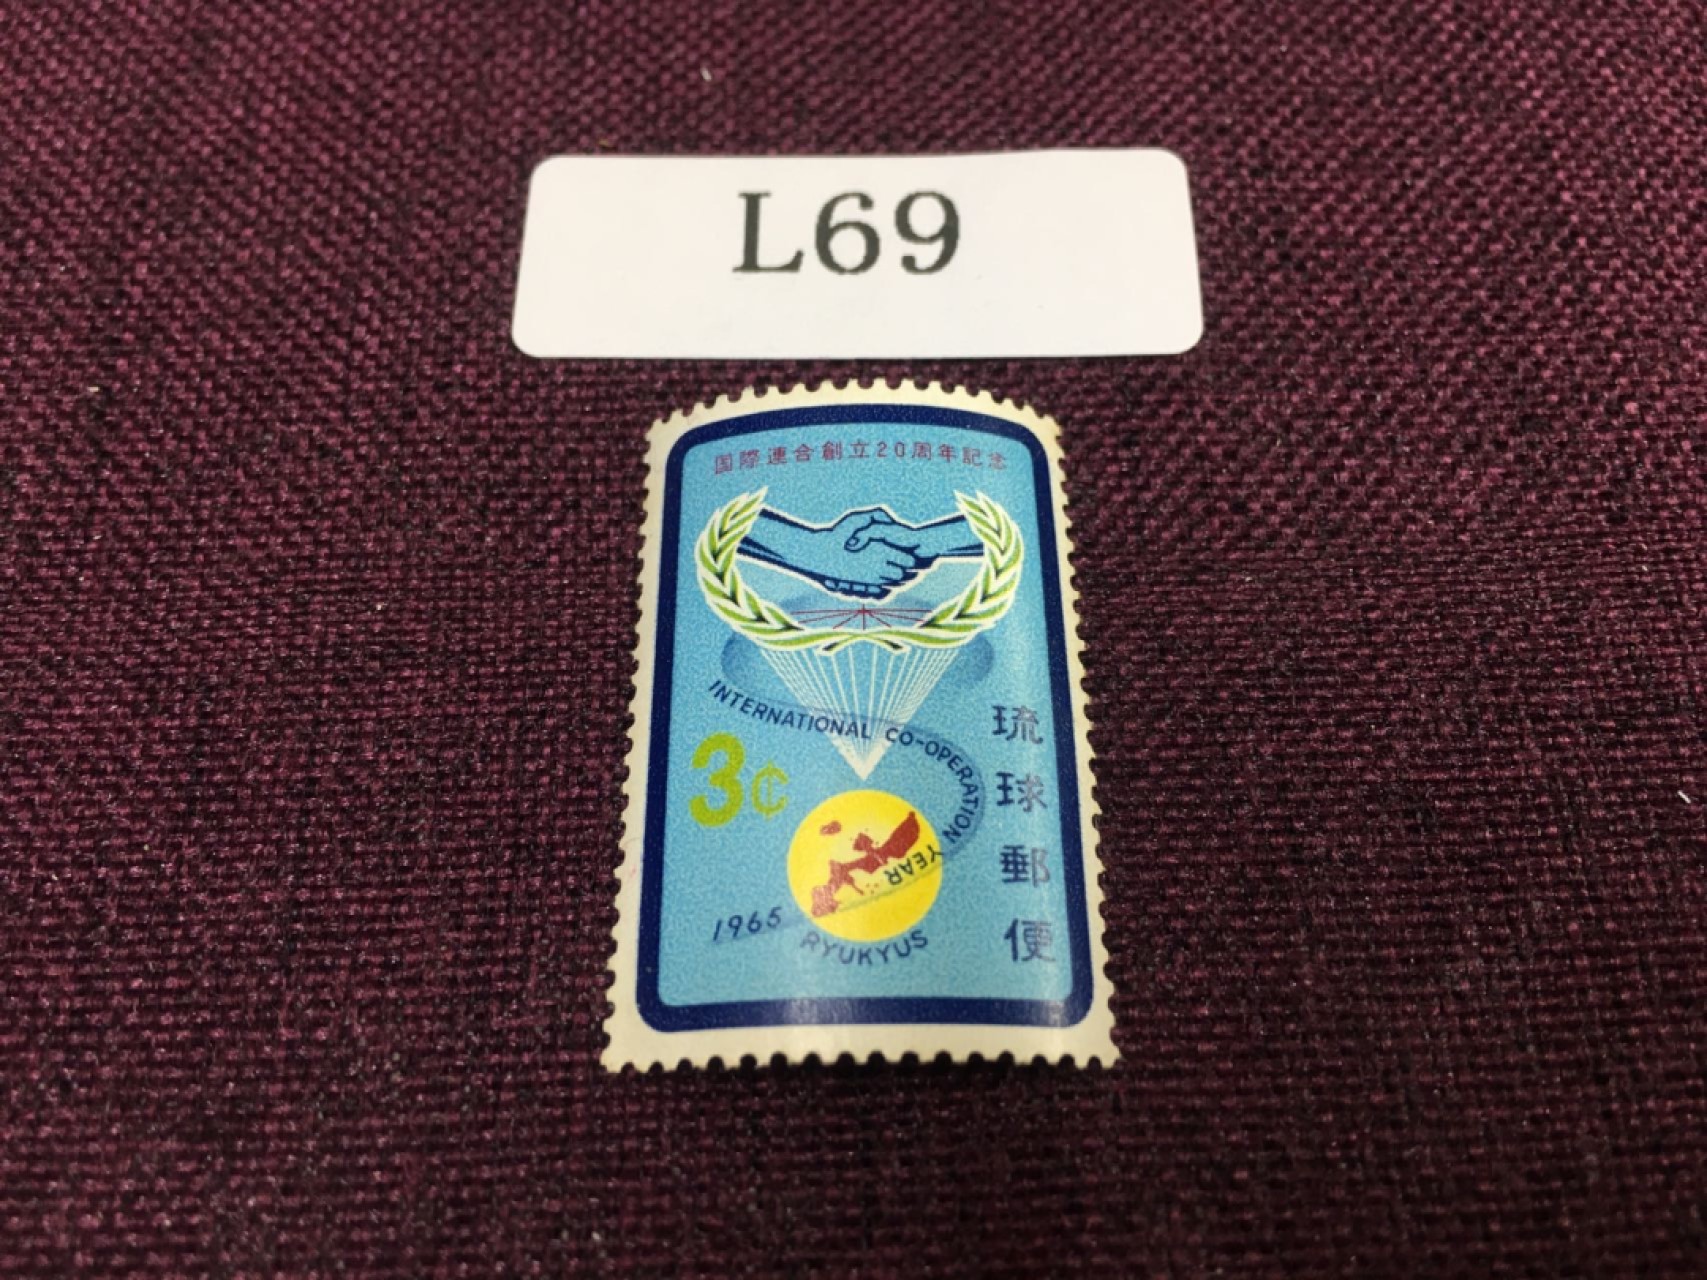 L69
国際連合創立20周年記念
INTERNATIONAL CO-OPERATION YEAR
3¢
琉球郵便
1965
RYUKYUS